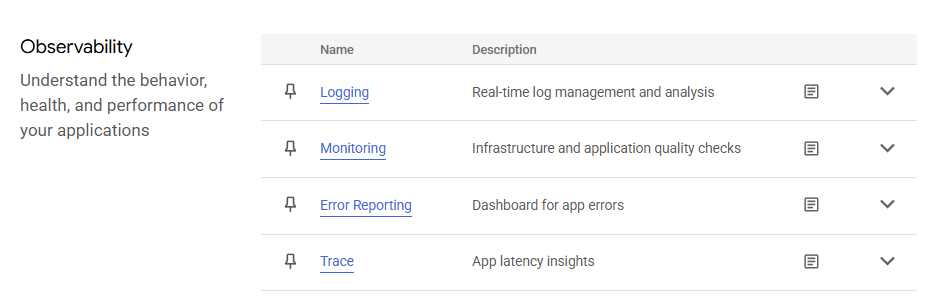 Observability
Understand the behavior,
health, and performance of
your applications
Name Description
Logging Real-time log management and analysis
Monitoring Infrastructure and application quality checks
Error Reporting Dashboard for app errors
Trace App latency insights